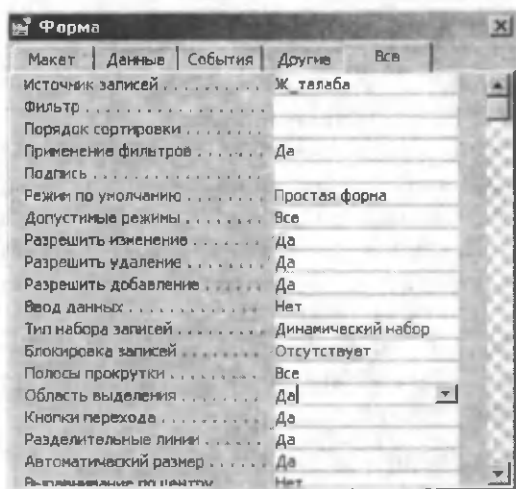 Форма
Макет Данные События Другие Все
Источник записей . . . . . . . . . . Ж_талаба
Фильтр . . . . . . . . . . . . . . . . .
Порядок сортировки . . . . . . . .
Применение фильтров . . . . . . . Да
Подпись . . . . . . . . . . . . . . . .
Режим по умолчанию . . . . . . . . Простая форма
Допустимые режимы . . . . . . . . Все
Разрешить изменение . . . . . . . Да
Разрешить удаление . . . . . . . . Да
Разрешить добавление . . . . . . Да
Ввод данных . . . . . . . . . . . . . Нет
Тип набора записей . . . . . . . . Динамический набор
Блокировка записей . . . . . . . . Отсутствует
Полосы прокрутки . . . . . . . . . Все
Область выделения . . . . . . . . Да
Кнопки перехода . . . . . . . . . . Да
Разделительные линии . . . . . . Да
Автоматический размер . . . . . . Да
Выравнивание по центру Нет